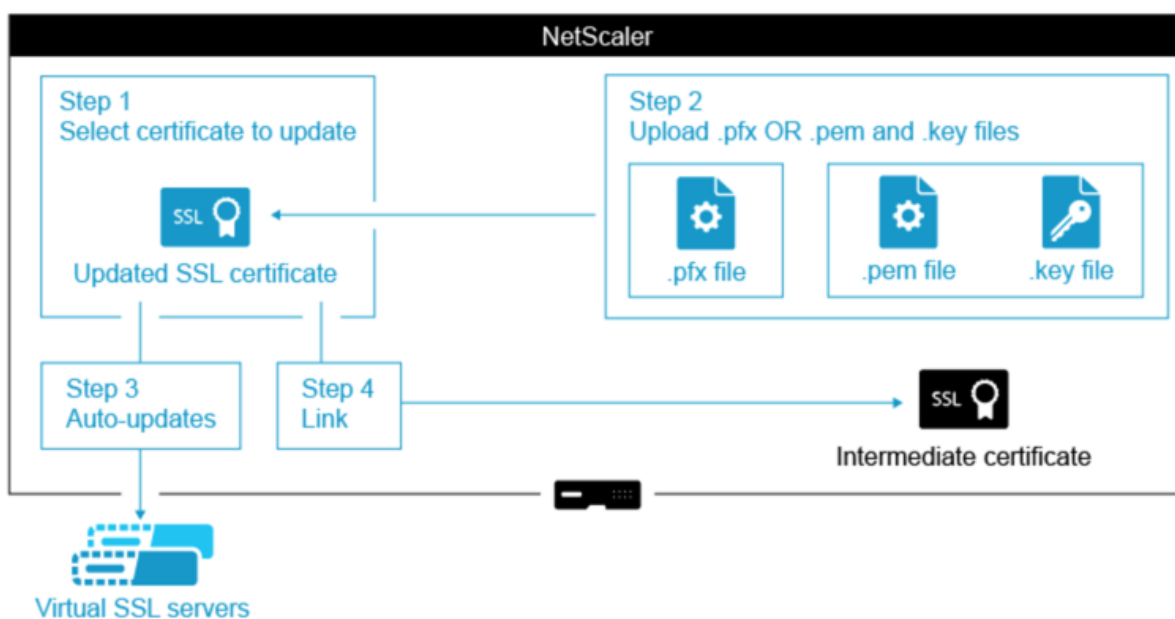 NetScaler
Step 1
Select certificate to update
SSL
Updated SSL certificate
Step 2
Upload .pfx OR .pem and .key files
.pfx file
.pem file
.key file
Step 3
Auto-updates
Step 4
Link
SSL
Intermediate certificate
Virtual SSL servers